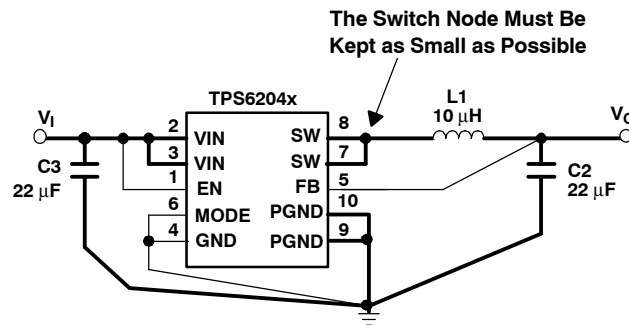 The Switch Node Must Be
Kept as Small as Possible
TPS6204x
L1
10 µH
V_I
2 VIN SW 8
3 VIN SW 7
1 EN FB 5
6 MODE PGND 10
4 GND PGND 9
C3
22 µF
C2
22 µF